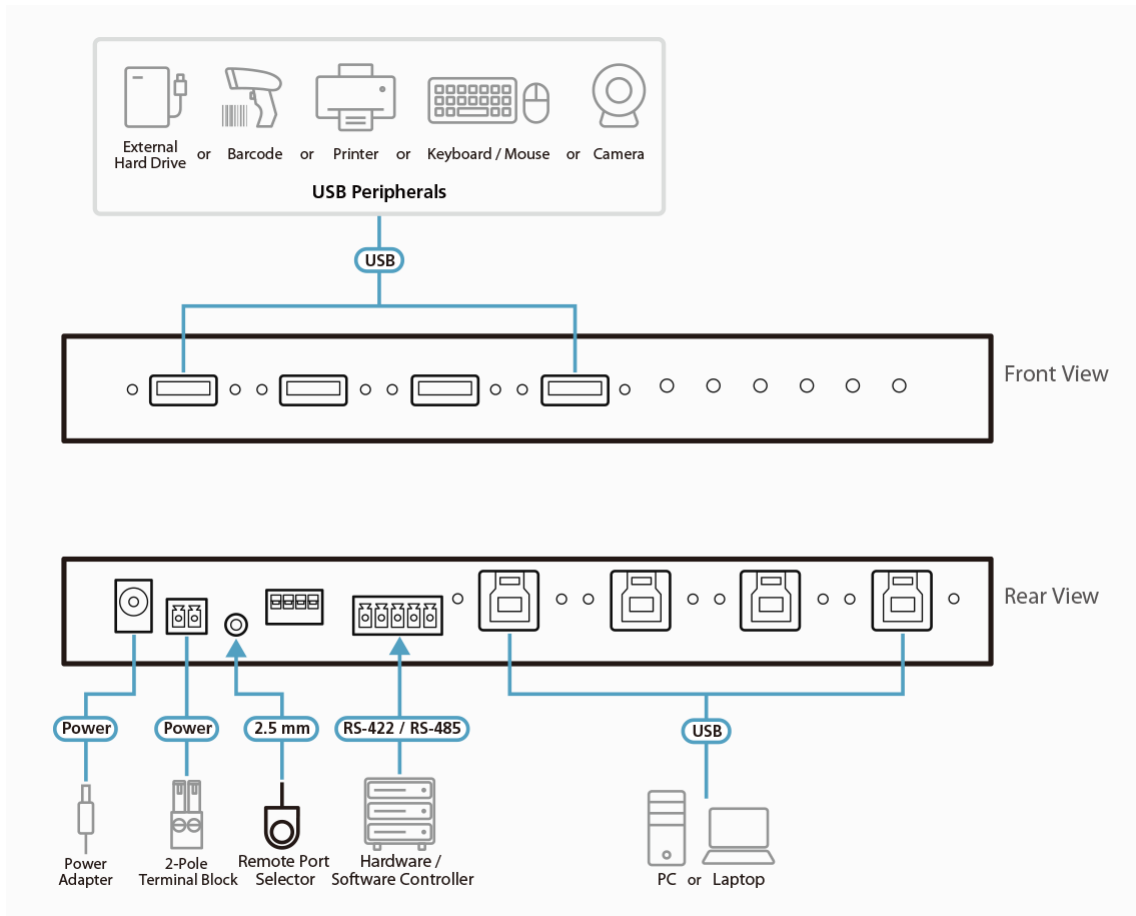 External
Hard Drive or Barcode or Printer or Keyboard / Mouse or Camera
USB Peripherals
USB
Front View
Rear View
Power Power 2.5 mm RS-422 / RS-485 USB
Power
Adapter
2-Pole
Terminal Block
Remote Port
Selector
Hardware /
Software Controller
PC or Laptop